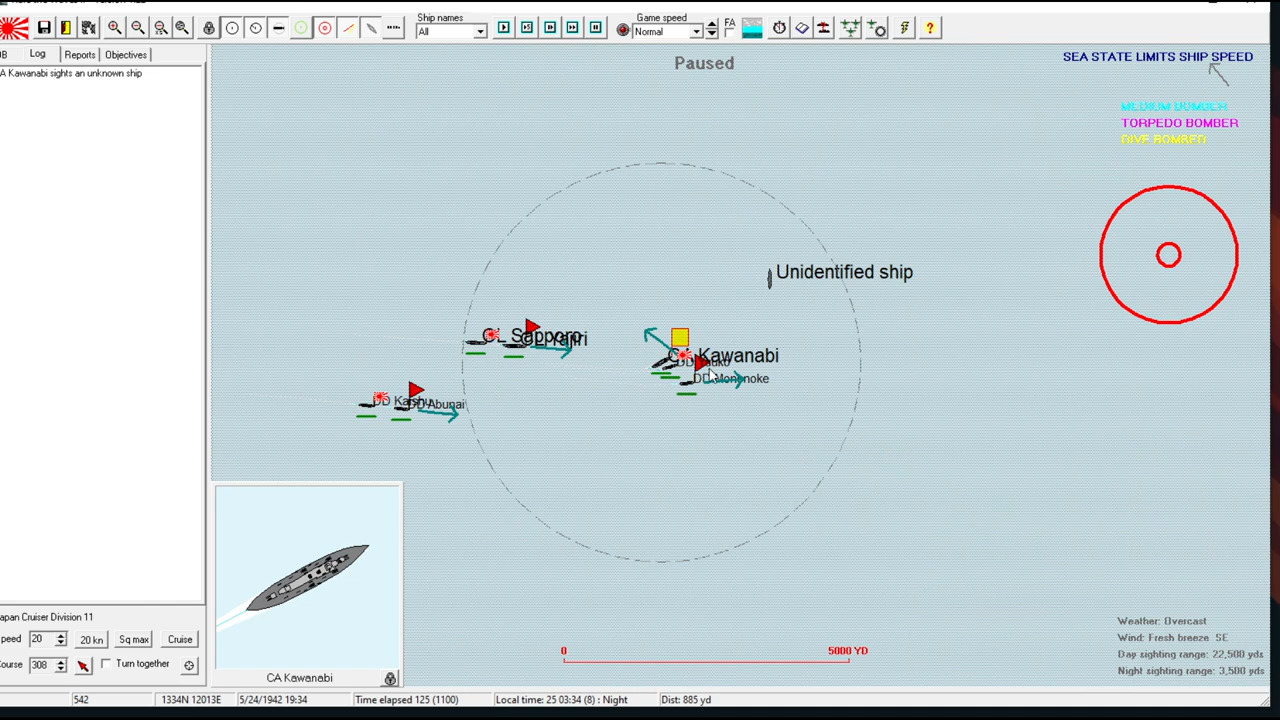 Ship names
All
Game speed
Normal
FA
Log
Reports
Objectives
CA Kawanabi sights an unknown ship
Paused
SEA STATE LIMITS SHIP SPEED
MEDIUM BOMBER
TORPEDO BOMBER
DIVE BOMBER
Unidentified ship
CL Sapporo
CA Kawanabi
DD Mononoke
DD Abunai
0
5000 YD
apan Cruiser Division 11
peed 20
20 kn
Sq max
Cruise
ourse 308
Turn together
CA Kawanabi
Weather: Overcast
Wind: Fresh breeze SE
Day sighting range: 22,500 yds
Night sighting range: 3,500 yds
542
1334N 12013E
5/24/1942 19:34
Time elapsed 125 (1100)
Local time: 25 03:34 (8) : Night
Dist: 885 yd